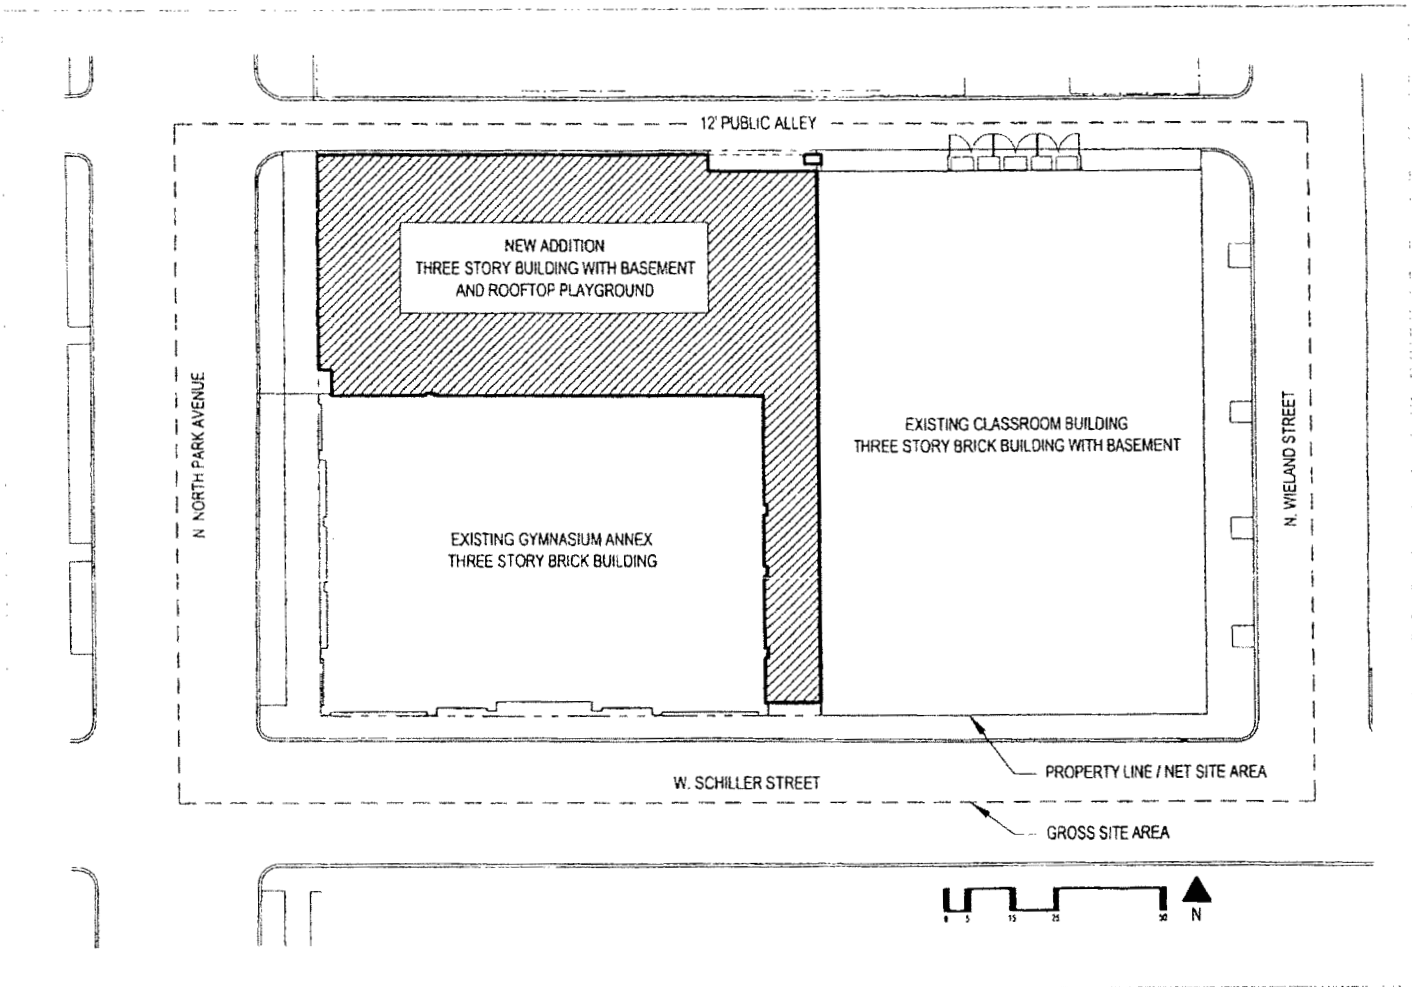 12' PUBLIC ALLEY
NEW ADDITION
THREE STORY BUILDING WITH BASEMENT
AND ROOFTOP PLAYGROUND
N NORTH PARK AVENUE
EXISTING CLASSROOM BUILDING
THREE STORY BRICK BUILDING WITH BASEMENT
N. WIELAND STREET
EXISTING GYMNASIUM ANNEX
THREE STORY BRICK BUILDING
W. SCHILLER STREET
PROPERTY LINE / NET SITE AREA
GROSS SITE AREA
0 5 15 25 50
N